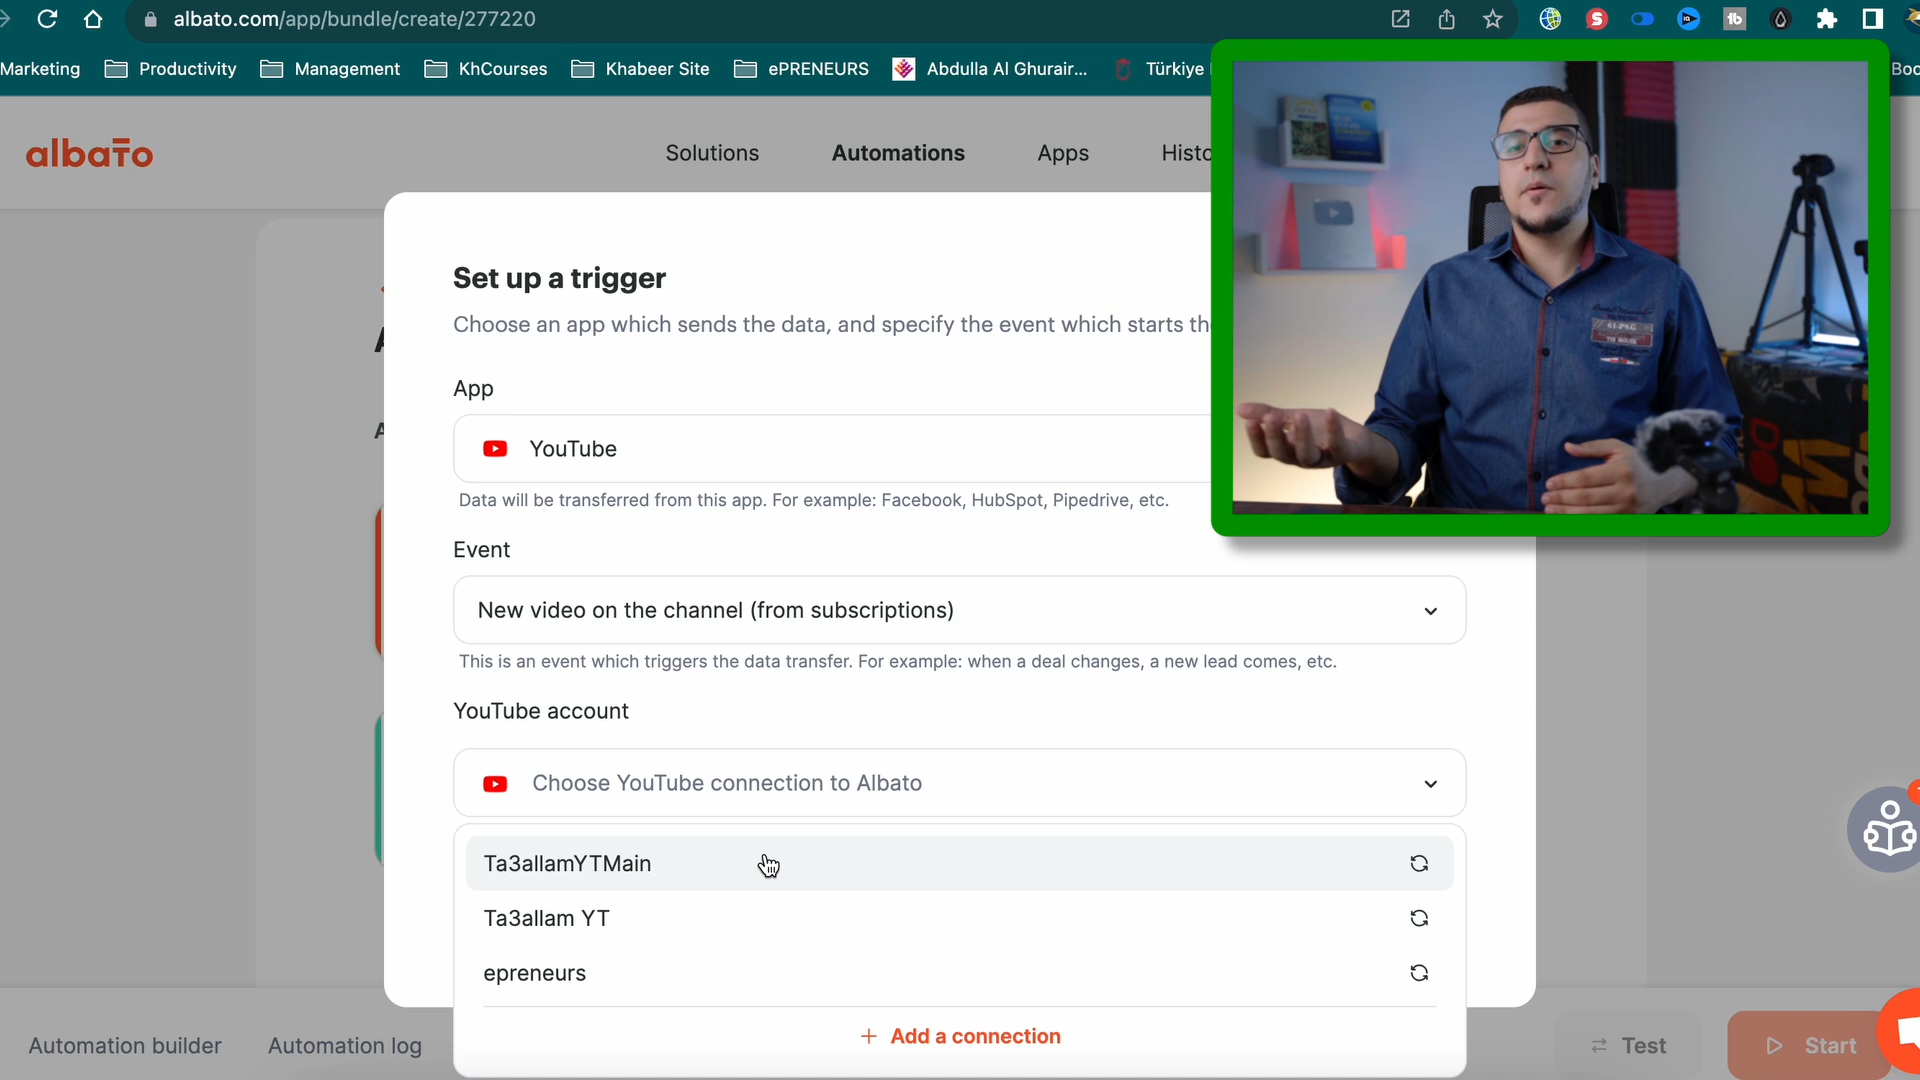 albato.com/app/bundle/create/277220
Marketing
Productivity
Management
KhCourses
Khabeer Site
ePRENEURS
Abdulla Al Ghurair...
Türkiye
albato
Solutions
Automations
Apps
Histo
Set up a trigger
Choose an app which sends the data, and specify the event which starts th
App
YouTube
Data will be transferred from this app. For example: Facebook, HubSpot, Pipedrive, etc.
Event
New video on the channel (from subscriptions)
This is an event which triggers the data transfer. For example: when a deal changes, a new lead comes, etc.
YouTube account
Choose YouTube connection to Albato
Ta3allamYTMain
Ta3allam YT
epreneurs
+ Add a connection
Automation builder
Automation log
Test
Start